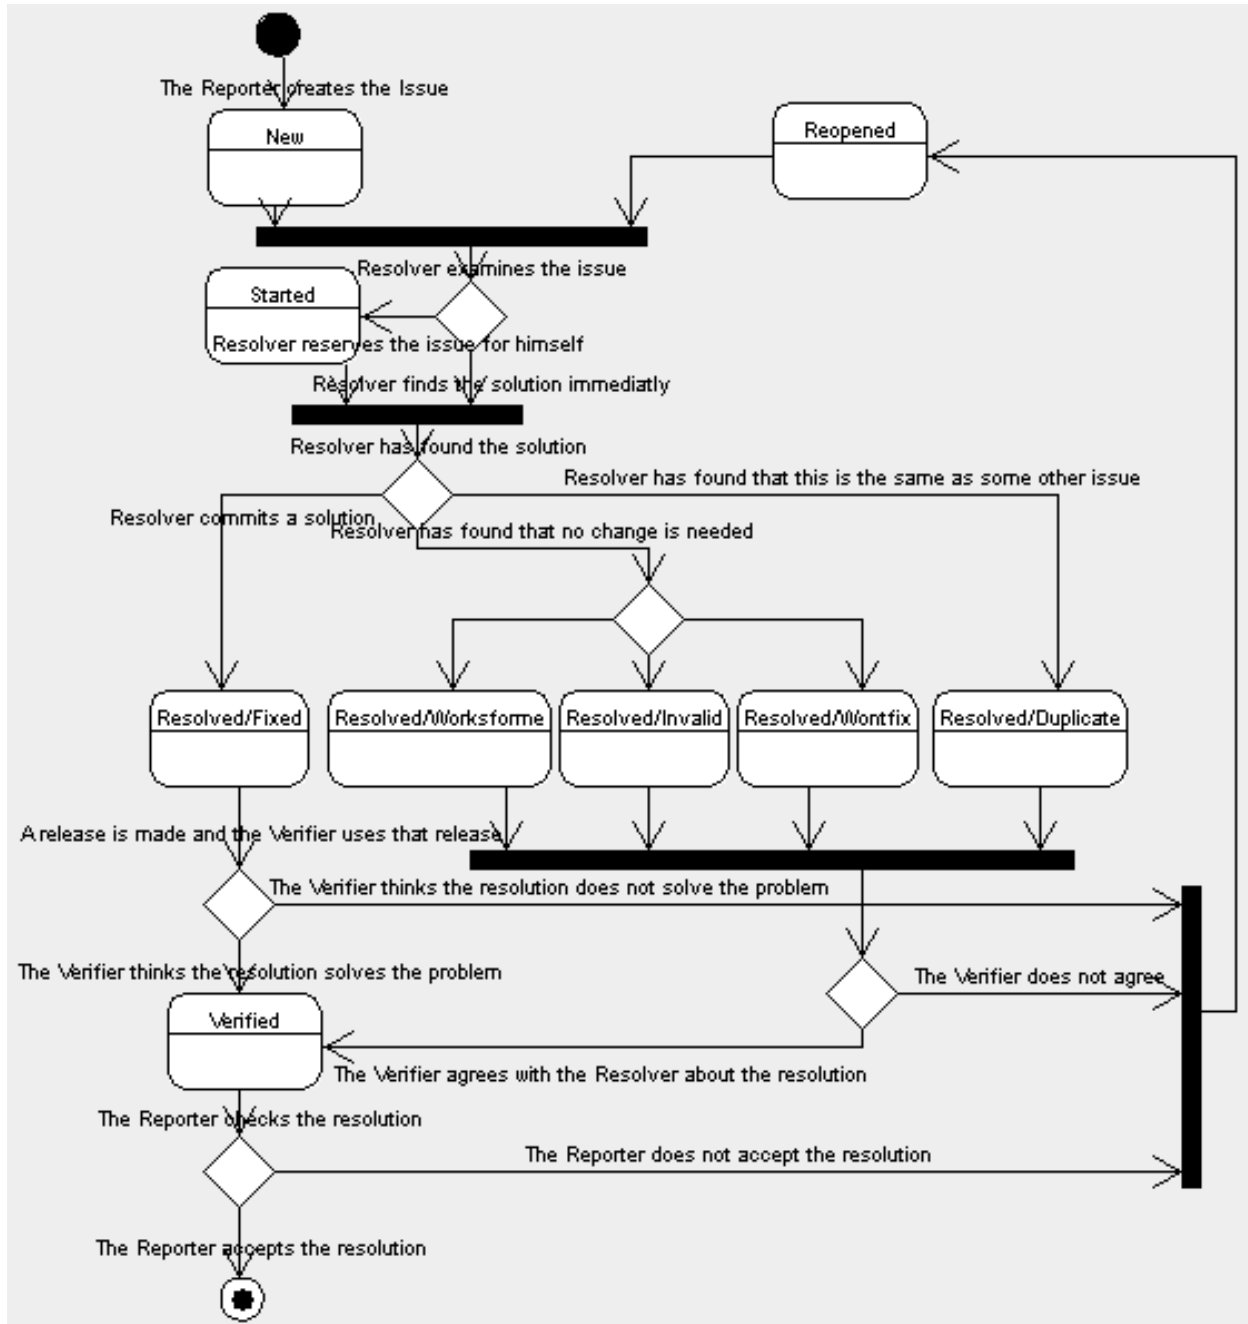 The Reporter creates the Issue
New
Reopened
Resolver examines the issue
Started
Resolver reserves the issue for himself
Resolver finds the solution immediatly
Resolver has found the solution
Resolver has found that this is the same as some other issue
Resolver commits a solution
Resolver has found that no change is needed
Resolved/Fixed
Resolved/Worksforme
Resolved/Invalid
Resolved/Wontfix
Resolved/Duplicate
A release is made and the Verifier uses that release
The Verifier thinks the resolution does not solve the problem
The Verifier thinks the resolution solves the problem
The Verifier does not agree
Verified
The Verifier agrees with the Resolver about the resolution
The Reporter checks the resolution
The Reporter does not accept the resolution
The Reporter accepts the resolution